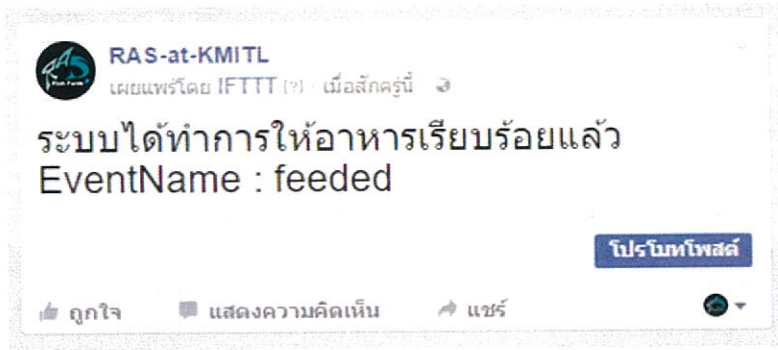 RAS-at-KMITL
เผยแพร่โดย IFTTT [?] · เมื่อสักครู่นี้ ·
ระบบได้ทำการให้อาหารเรียบร้อยแล้ว
EventName : feeded
โปรโมทโพสต์
ถูกใจ แสดงความคิดเห็น แชร์